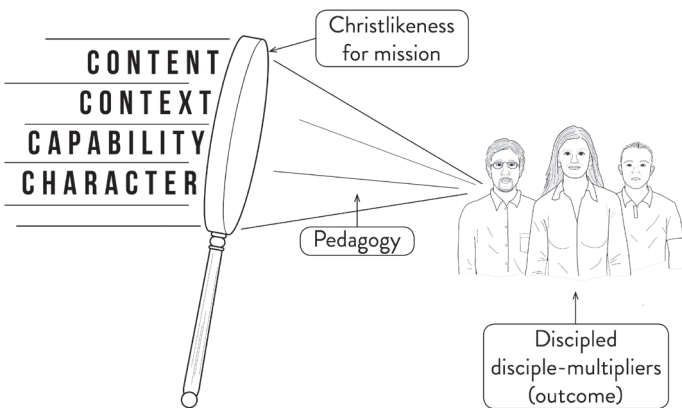 Christlikeness
for mission
CONTENT
CONTEXT
CAPABILITY
CHARACTER
Pedagogy
Discipled
disciple-multipliers
(outcome)